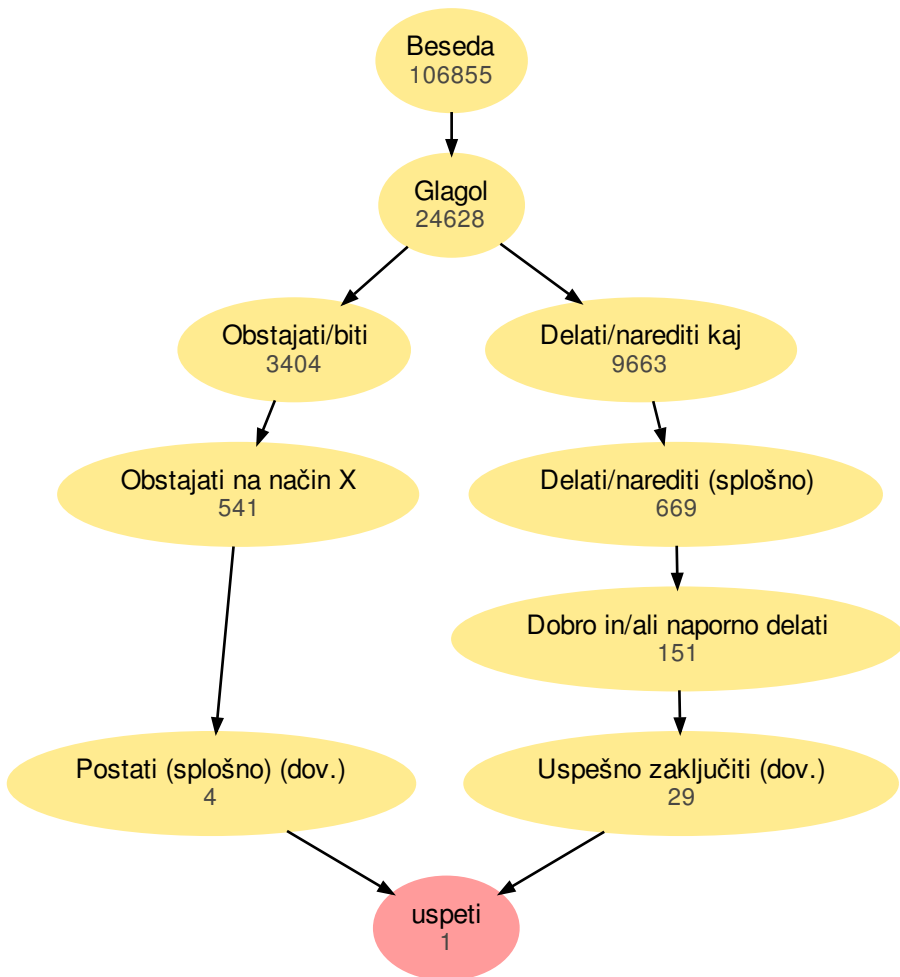 Beseda
106855
Glagol
24628
Obstajati/biti
3404
Delati/narediti kaj
9663
Obstajati na način X
541
Delati/narediti (splošno)
669
Dobro in/ali naporno delati
151
Postati (splošno) (dov.)
4
Uspešno zaključiti (dov.)
29
uspeti
1